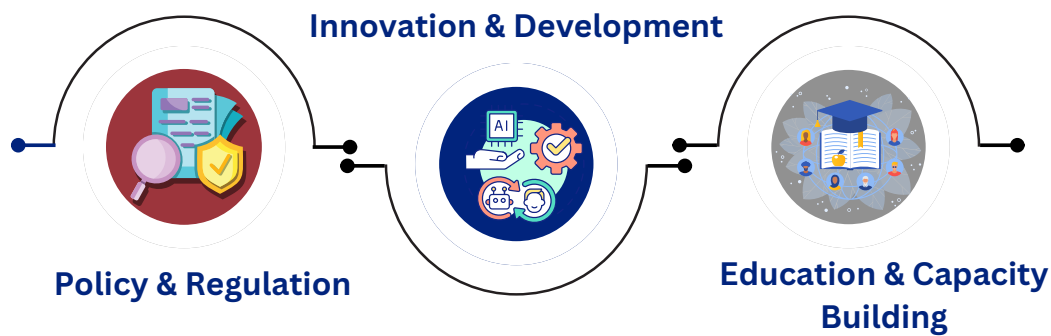 Innovation & Development
AI
Policy & Regulation
Education & Capacity
Building